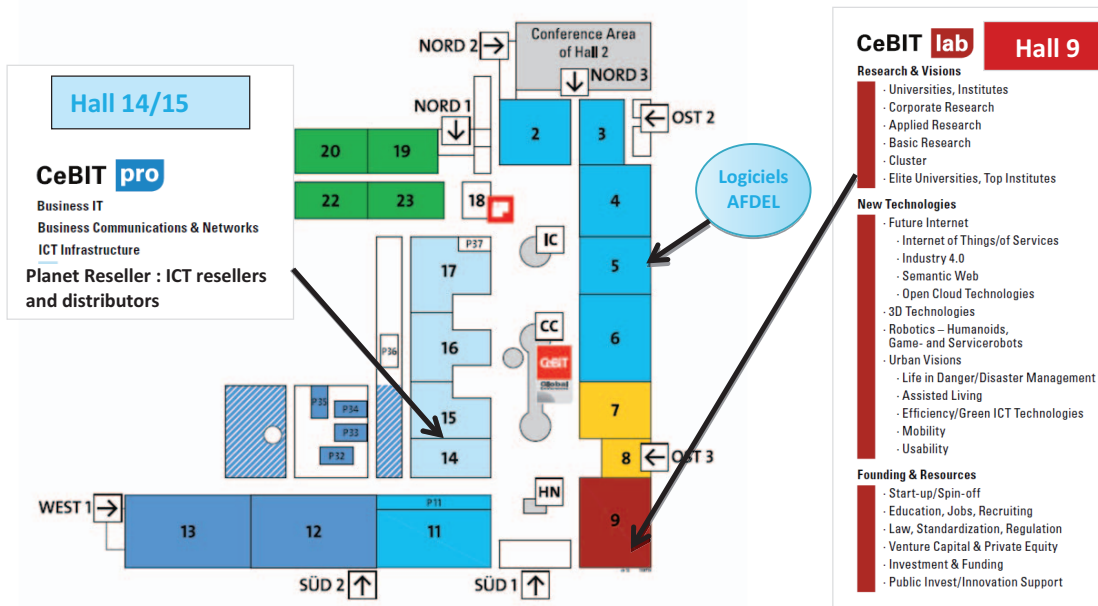 Hall 14/15
CeBIT pro
Business IT
Business Communications & Networks
ICT Infrastructure
Planet Reseller : ICT resellers
and distributors
NORD 2
Conference Area
of Hall 2
NORD 3
NORD 1
OST 2
2
3
20
19
22
23
18
4
Logiciels
AFDEL
IC
P37
17
5
CC
P36
16
6
CeBIT
Global
P35
P34
P33
P32
15
7
14
8
OST 3
HN
WEST 1
P11
13
12
11
9
SÜD 2
SÜD 1
CeBIT lab
Hall 9
Research & Visions
· Universities, Institutes
· Corporate Research
· Applied Research
· Basic Research
· Cluster
· Elite Universities, Top Institutes
New Technologies
· Future Internet
· Internet of Things/of Services
· Industry 4.0
· Semantic Web
· Open Cloud Technologies
· 3D Technologies
· Robotics – Humanoids,
Game- and Servicerobots
· Urban Visions
· Life in Danger/Disaster Management
· Assisted Living
· Efficiency/Green ICT Technologies
· Mobility
· Usability
Founding & Resources
· Start-up/Spin-off
· Education, Jobs, Recruiting
· Law, Standardization, Regulation
· Venture Capital & Private Equity
· Investment & Funding
· Public Invest/Innovation Support